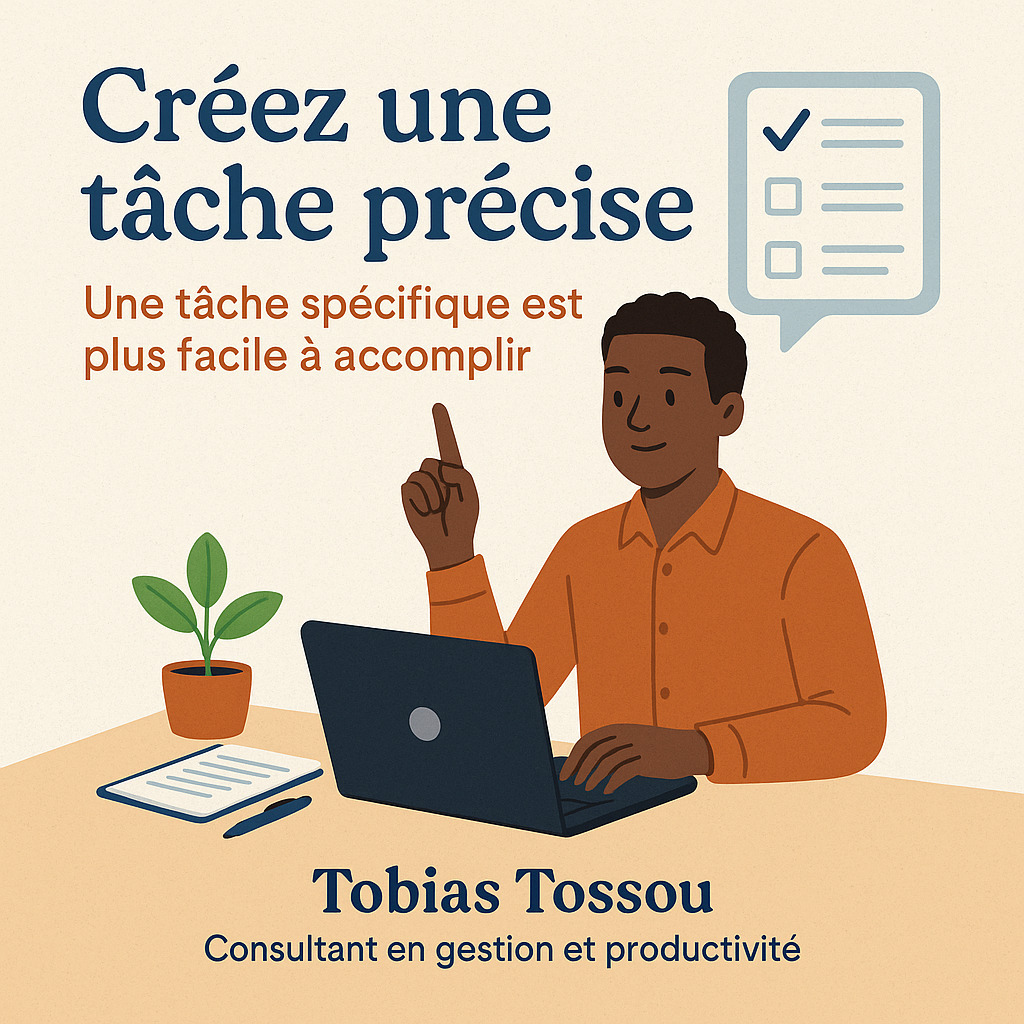 Créez une
tâche précise
Une tâche spécifique est
plus facile à accomplir
Tobias Tossou
Consultant en gestion et productivité